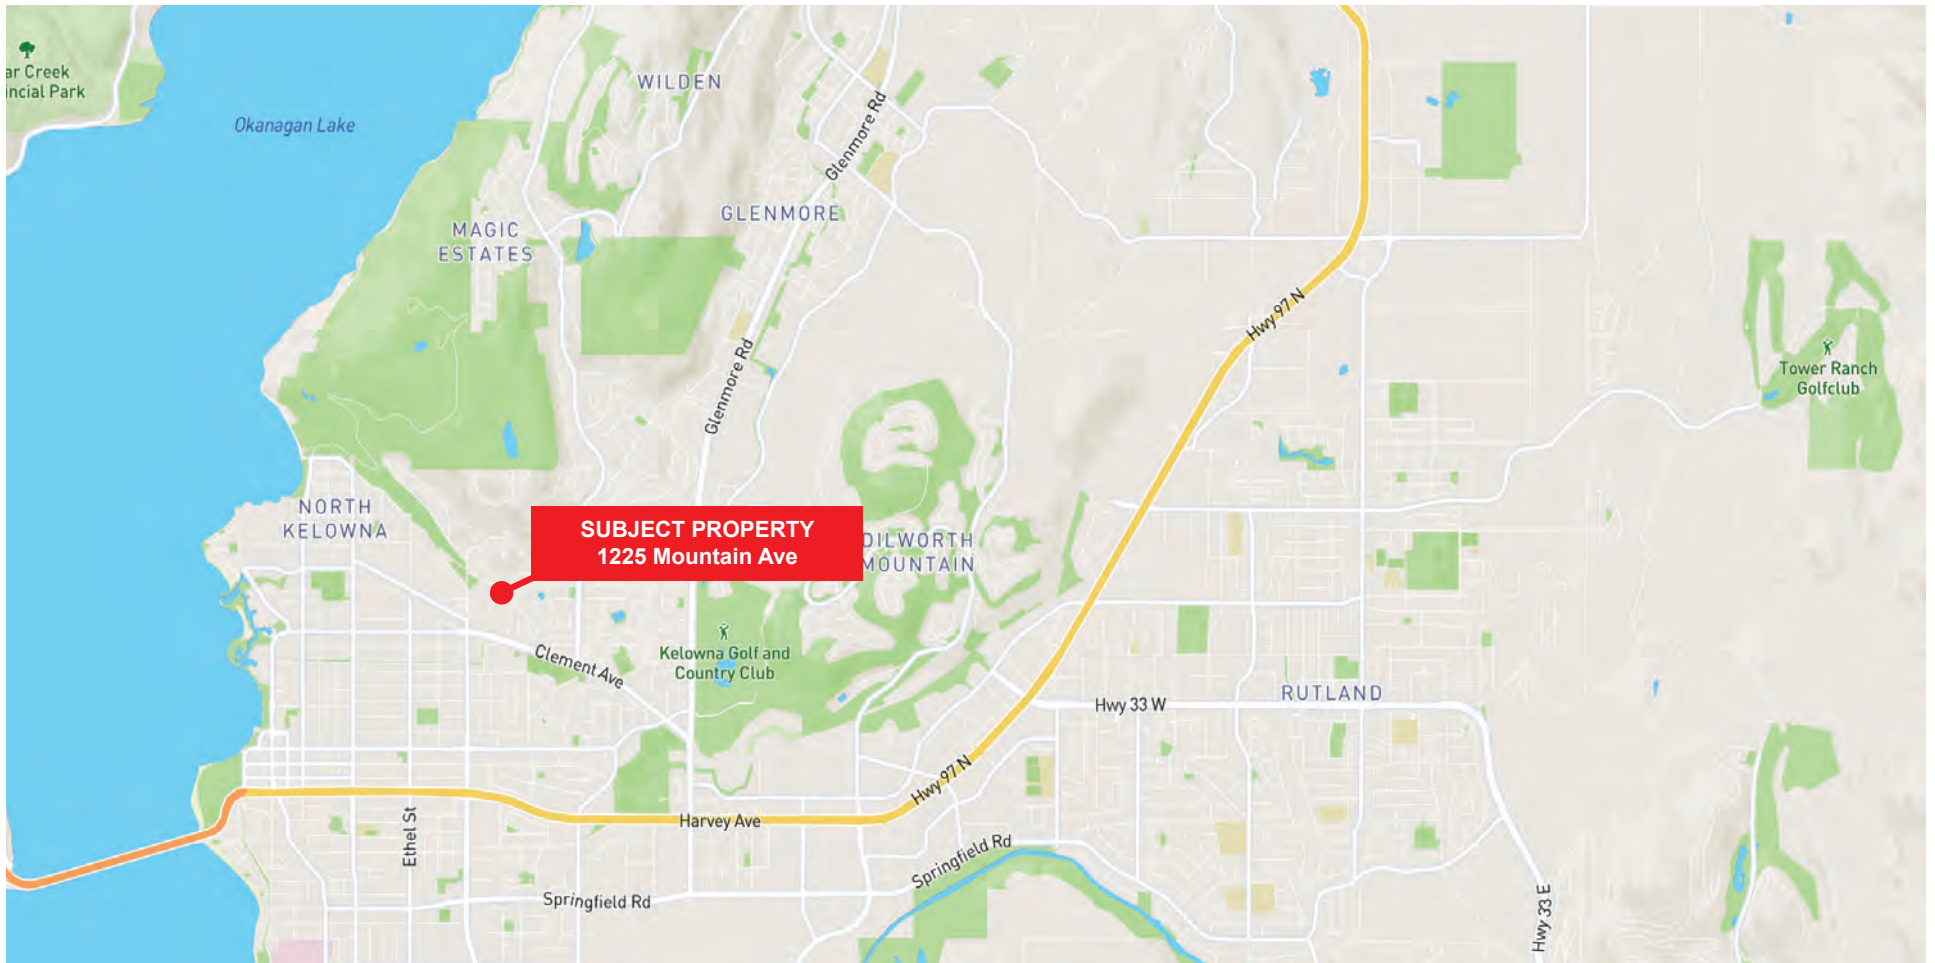 ar Creek
incial Park
Okanagan Lake
WILDEN
Glenmore Rd
GLENMORE
MAGIC
ESTATES
Hwy 97 N
Glenmore Rd
Tower Ranch
Golfclub
NORTH
KELOWNA
SUBJECT PROPERTY
1225 Mountain Ave
DILWORTH
MOUNTAIN
Clement Ave
Kelowna Golf and
Country Club
RUTLAND
Hwy 33 W
Hwy 97 N
Harvey Ave
Ethel St
Springfield Rd
Springfield Rd
Hwy 33 E